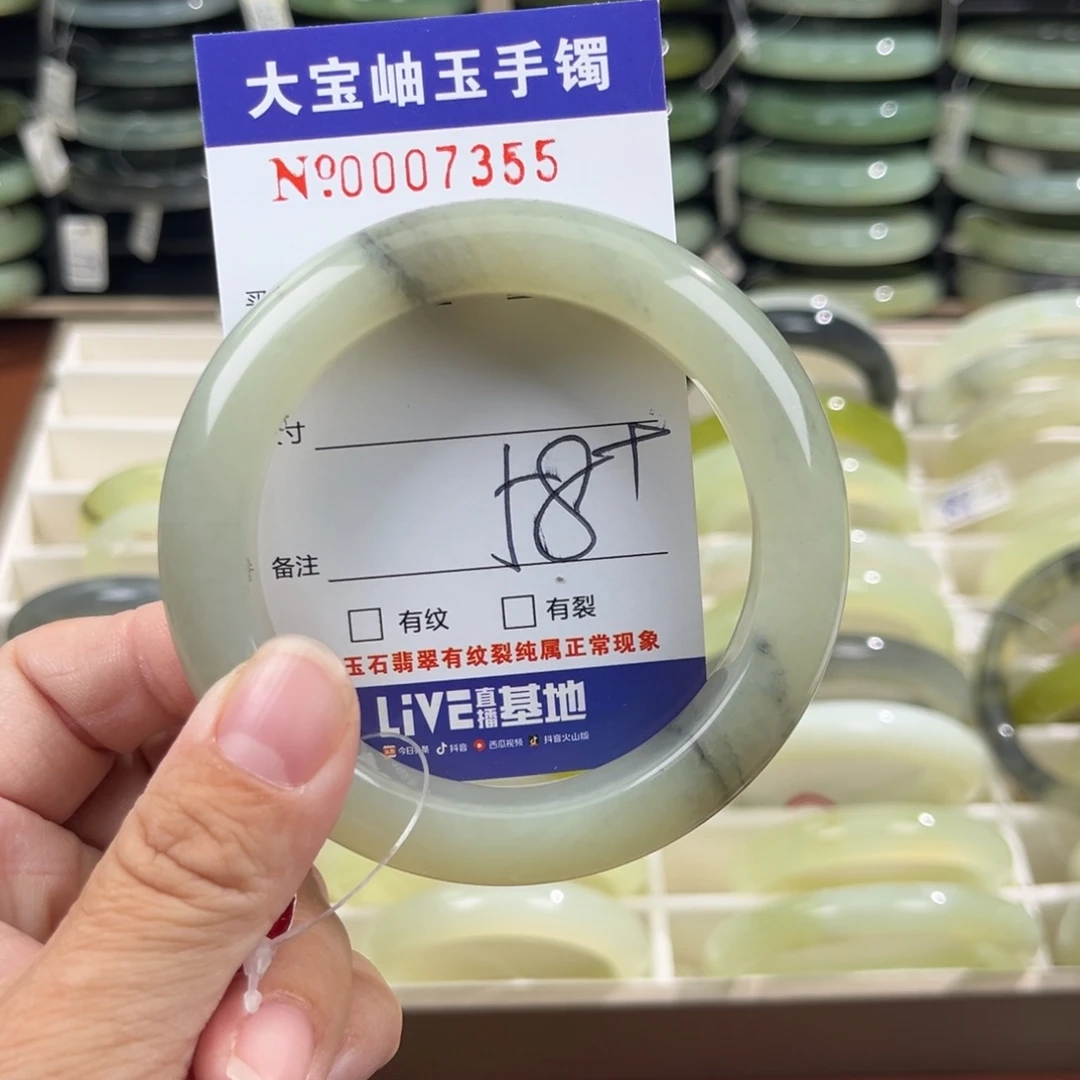 大宝岫玉手镯
Nº0007355
寸
备注
□ 有纹 □ 有裂
玉石翡翠有纹裂纯属正常现象
LiVE直播基地
今日头条 抖音 西瓜视频 抖音火山版